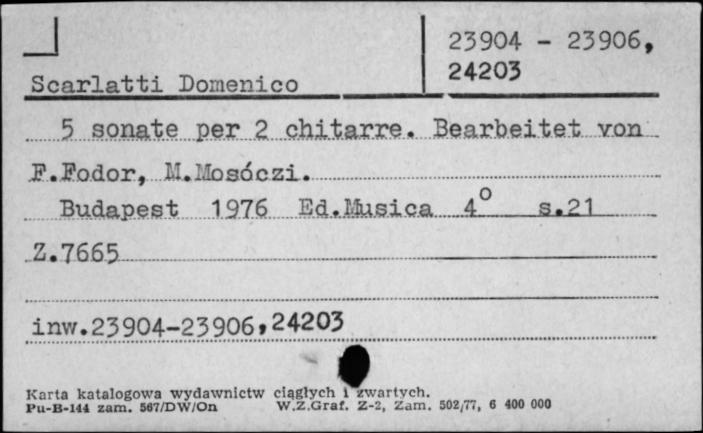 23904 - 23906,
24203
Scarlatti Domenico
5 sonate per 2 chitarre. Bearbeitet von
F.Fodor, M.Mosóczi.
Budapest 1976 Ed.Musica 4° s.21
Z.7665
inw.23904-23906,24203
Karta katalogowa wydawnictw ciągłych i zwartych.
Pu-B-144 zam. 567/DW/On W.Z.Graf. Z-2, Zam. 502/77, 6 400 000